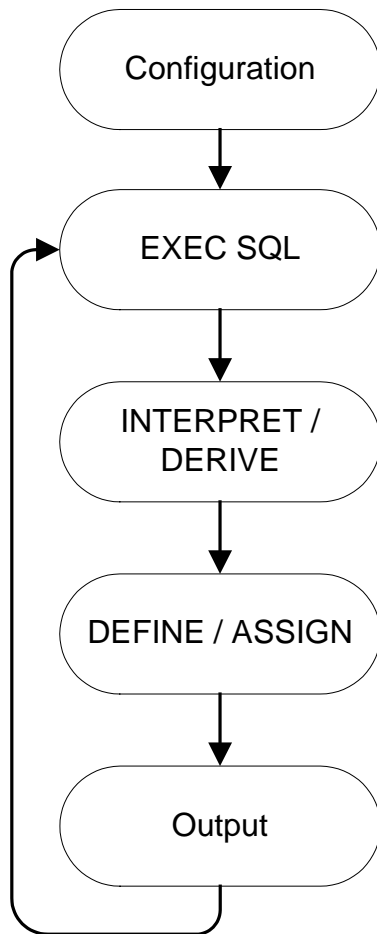 Configuration
EXEC SQL
INTERPRET /
DERIVE
DEFINE / ASSIGN
Output